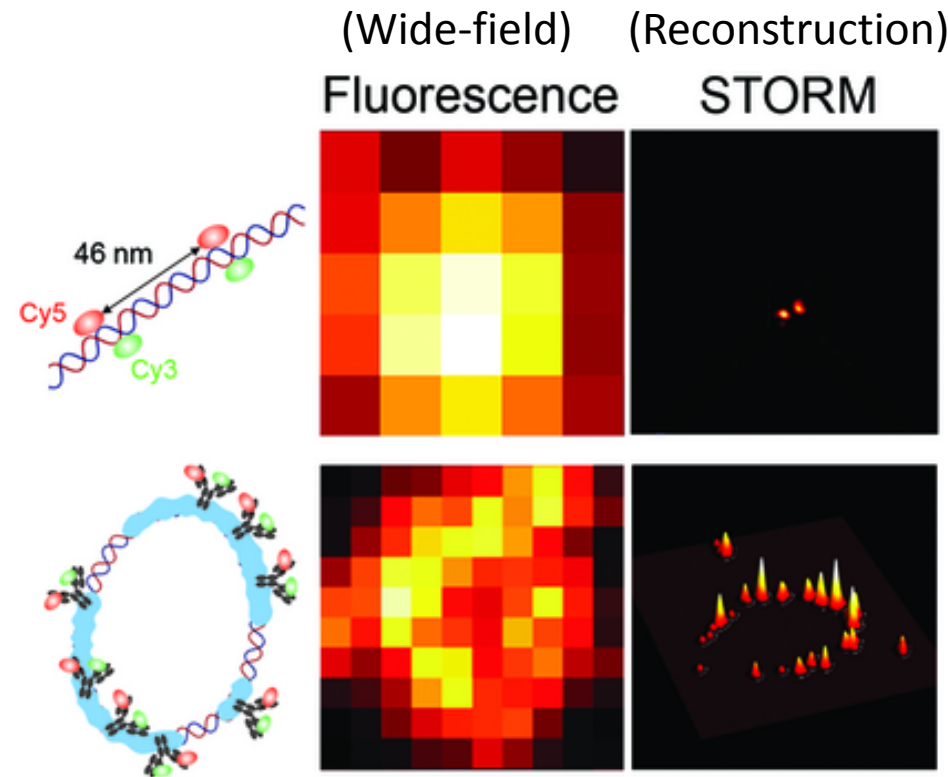 (Wide-field) (Reconstruction)
Fluorescence STORM
46 nm
Cy5
Cy3